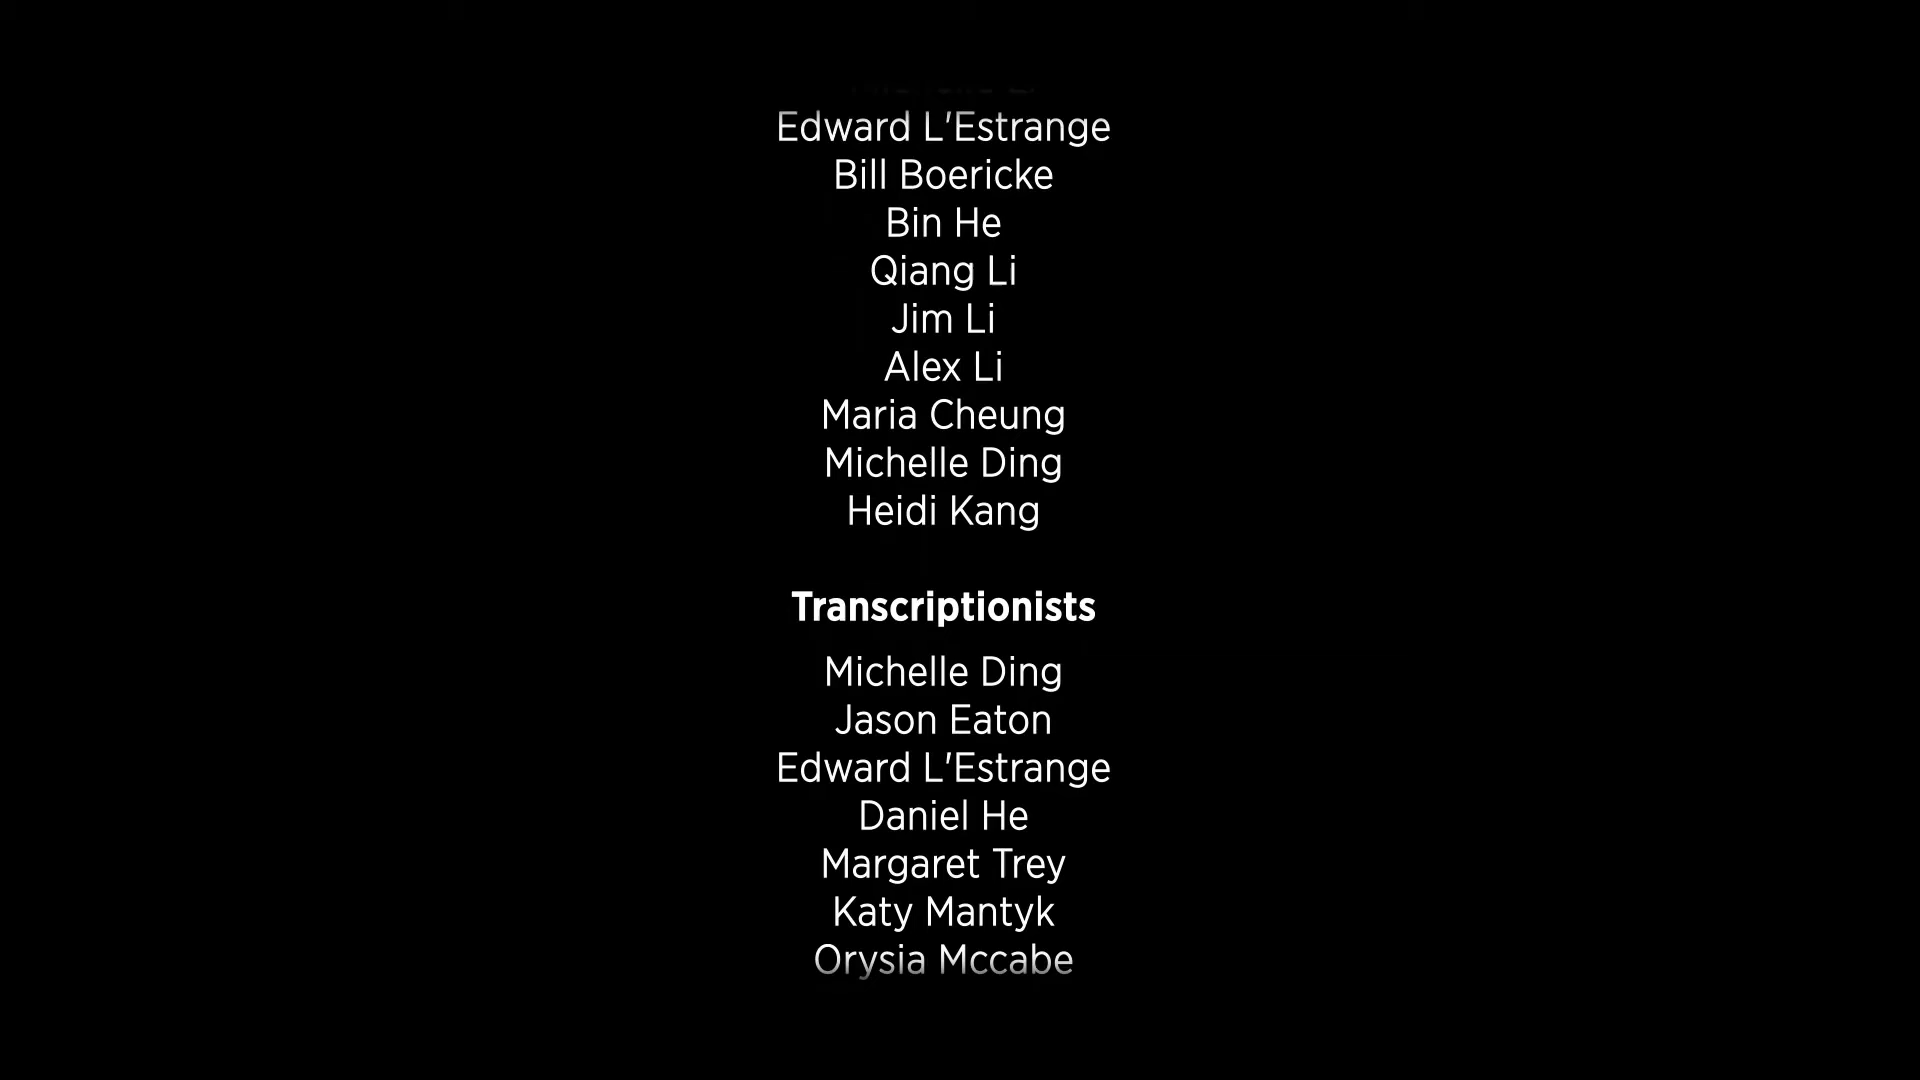 Edward L'Estrange
Bill Boericke
Bin He
Qiang Li
Jim Li
Alex Li
Maria Cheung
Michelle Ding
Heidi Kang
Transcriptionists
Michelle Ding
Jason Eaton
Edward L'Estrange
Daniel He
Margaret Trey
Katy Mantyk
Orysia Mccabe